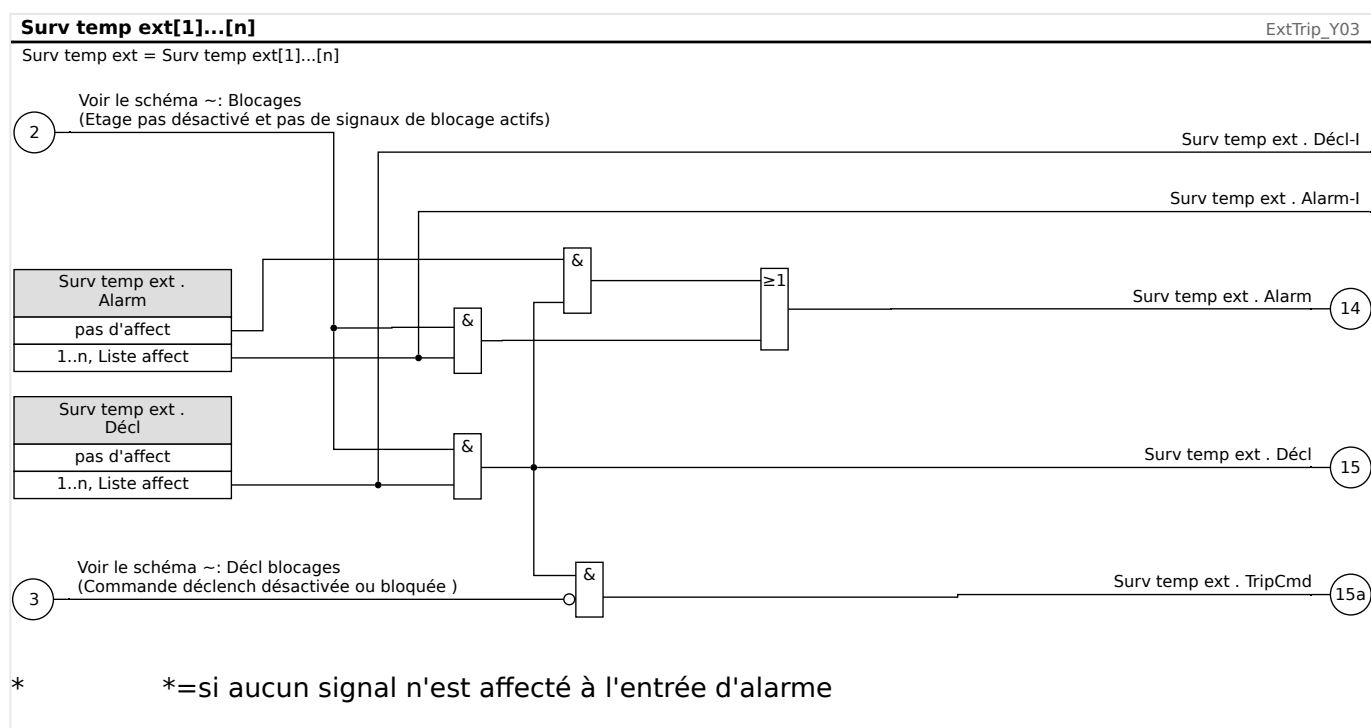 Surv temp ext[1]...[n]
ExtTrip_Y03
Surv temp ext = Surv temp ext[1]...[n]
Voir le schéma ~: Blocages
(Etage pas désactivé et pas de signaux de blocage actifs)
2
Surv temp ext . Décl-I
Surv temp ext . Alarm-I
&
Surv temp ext .
Alarm
≥1
Surv temp ext . Alarm
14
pas d'affect
&
1..n, Liste affect
Surv temp ext .
Décl
&
pas d'affect
Surv temp ext . Décl
15
1..n, Liste affect
Voir le schéma ~: Décl blocages
(Commande déclench désactivée ou bloquée )
3
&
Surv temp ext . TripCmd
15a
* *=si aucun signal n'est affecté à l'entrée d'alarme